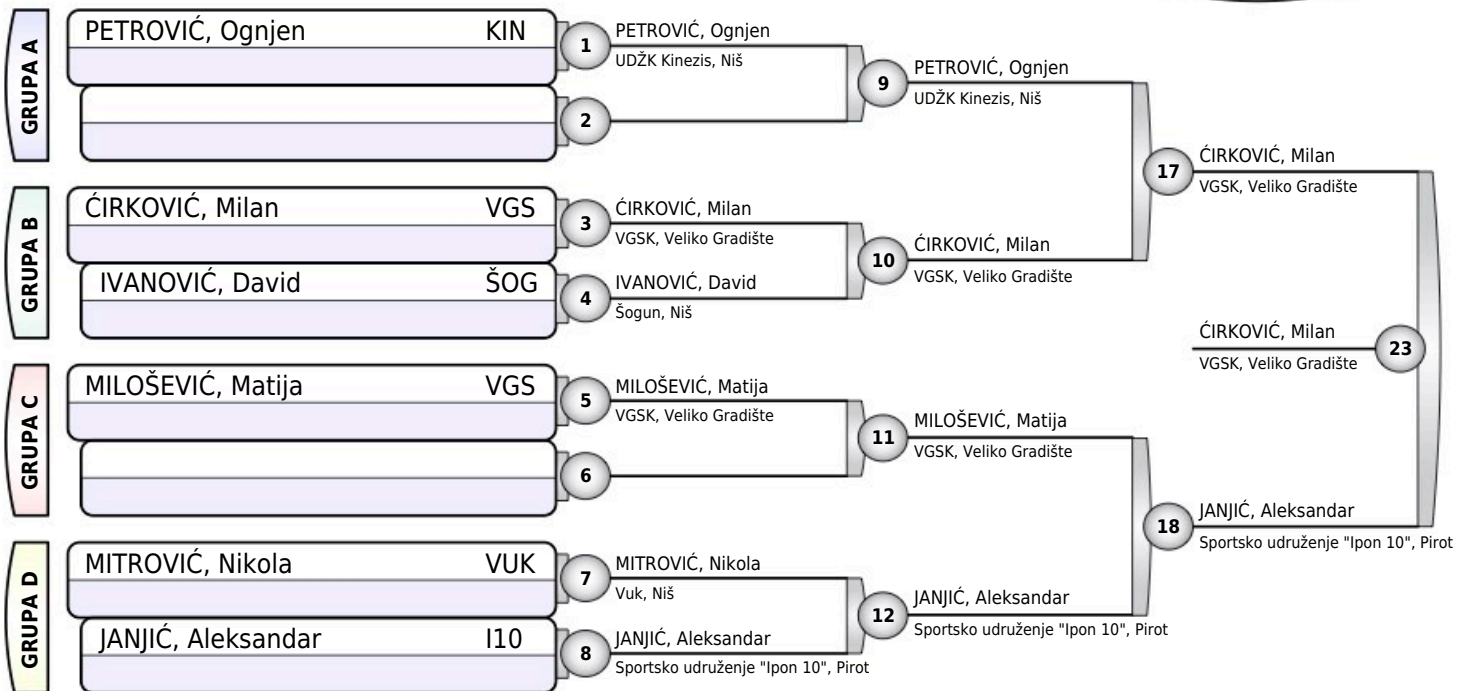 GRUPA A
PETROVIĆ, Ognjen KIN
1
2
GRUPA B
ĆIRKOVIĆ, Milan VGS
IVANOVIĆ, David ŠOG
3
4
GRUPA C
MILOŠEVIĆ, Matija VGS
5
6
GRUPA D
MITROVIĆ, Nikola VUK
JANJIĆ, Aleksandar I10
7
8
PETROVIĆ, Ognjen
UDŽK Kinezis, Niš
ĆIRKOVIĆ, Milan
VGSK, Veliko Gradište
IVANOVIĆ, David
Šogun, Niš
MILOŠEVIĆ, Matija
VGSK, Veliko Gradište
MITROVIĆ, Nikola
Vuk, Niš
JANJIĆ, Aleksandar
Sportsko udruženje "Ipon 10", Pirot
9
PETROVIĆ, Ognjen
UDŽK Kinezis, Niš
10
ĆIRKOVIĆ, Milan
VGSK, Veliko Gradište
11
MILOŠEVIĆ, Matija
VGSK, Veliko Gradište
12
JANJIĆ, Aleksandar
Sportsko udruženje "Ipon 10", Pirot
17
ĆIRKOVIĆ, Milan
VGSK, Veliko Gradište
18
JANJIĆ, Aleksandar
Sportsko udruženje "Ipon 10", Pirot
ĆIRKOVIĆ, Milan
VGSK, Veliko Gradište
23